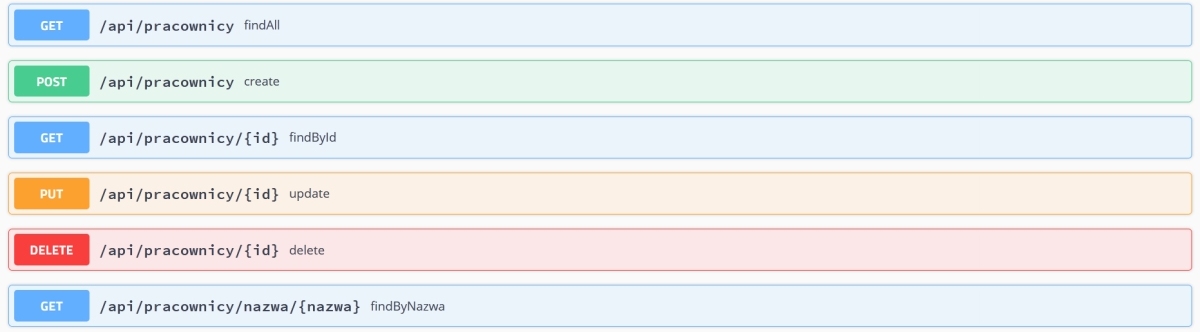 GET /api/pracownicy findAll
POST /api/pracownicy create
GET /api/pracownicy/{id} findById
PUT /api/pracownicy/{id} update
DELETE /api/pracownicy/{id} delete
GET /api/pracownicy/nazwa/{nazwa} findByNazwa